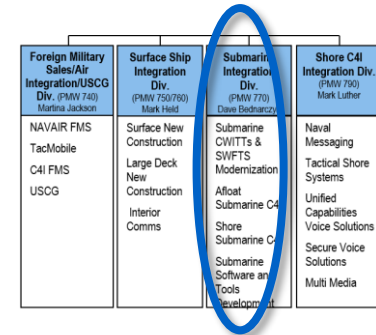 Foreign Military
Sales/Air
Integration/USCG
Div. (PMW 740)
Martina Jackson
NAVAIR FMS
TacMobile
C4I FMS
USCG
Surface Ship
Integration
Div.
(PMW 750/760)
Mark Held
Surface New
Construction
Large Deck
New
Construction
Interior
Comms
Submarine
Integration
Div.
(PMW 770)
Dave Bednarczyk
Submarine
CWITTs &
SWFTS
Modernization
Afloat
Submarine C4I
Shore
Submarine C4I
Submarine
Software and
Tools
Development
Shore C4I
Integration Div.
(PMW 790)
Mark Luther
Naval
Messaging
Tactical Shore
Systems
Unified
Capabilities
Voice Solutions
Secure Voice
Solutions
Multi Media